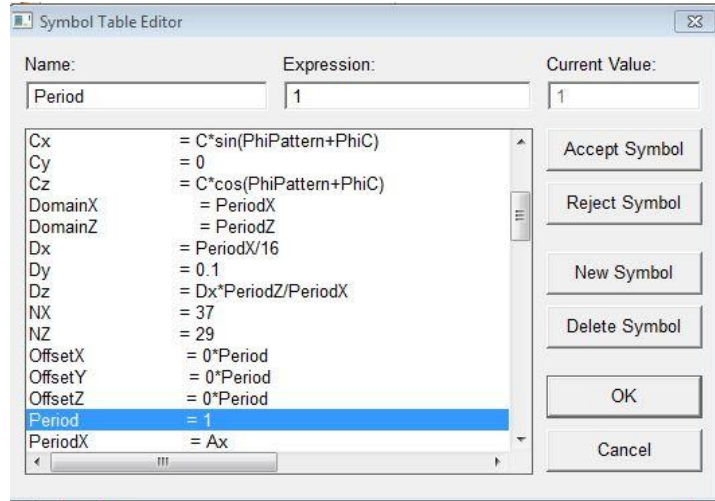 Symbol Table Editor
Name: Expression: Current Value:
Period 1 1
Cx = C*sin(PhiPattern+PhiC)
Cy = 0
Cz = C*cos(PhiPattern+PhiC)
DomainX = PeriodX
DomainZ = PeriodZ
Dx = PeriodX/16
Dy = 0.1
Dz = Dx*PeriodZ/PeriodX
NX = 37
NZ = 29
OffsetX = 0*Period
OffsetY = 0*Period
OffsetZ = 0*Period
Period = 1
PeriodX = Ax
Accept Symbol
Reject Symbol
New Symbol
Delete Symbol
OK
Cancel